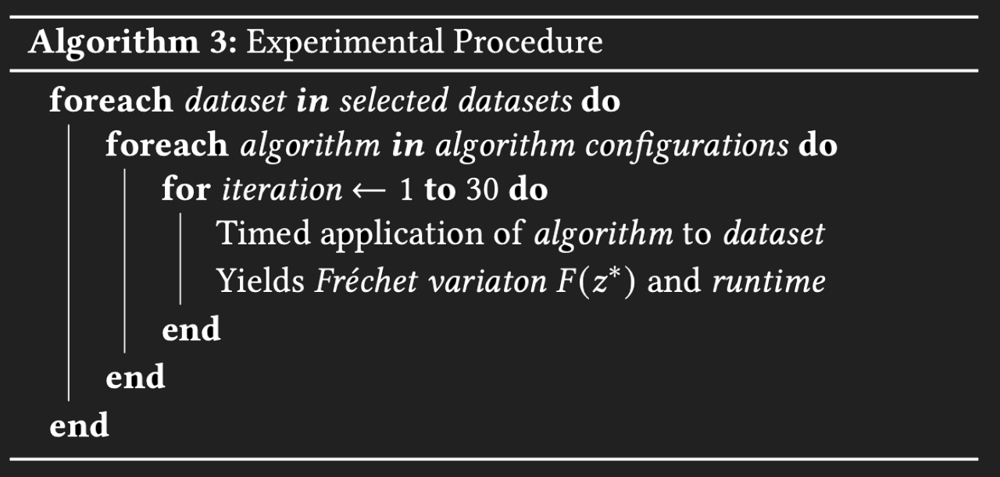 Algorithm 3: Experimental Procedure
foreach dataset in selected datasets do
foreach algorithm in algorithm configurations do
for iteration ← 1 to 30 do
Timed application of algorithm to dataset
Yields Fréchet variaton F(z*) and runtime
end
end
end